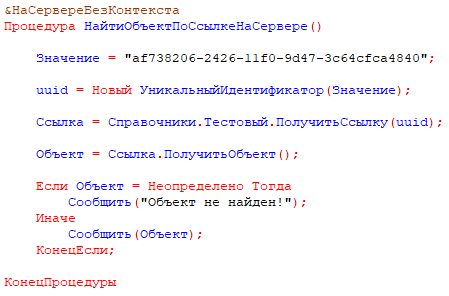 &НаСервереБезКонтекста
Процедура НайтиОбъектПоСсылкеНаСервере()
Значение = "af738206-2426-11f0-9d47-3c64cfca4840";
uuid = Новый УникальныйИдентификатор(Значение);
Ссылка = Справочники.Тестовый.ПолучитьСсылку(uuid);
Объект = Ссылка.ПолучитьОбъект();
Если Объект = Неопределено Тогда
Сообщить("Объект не найден!");
Иначе
Сообщить(Объект);
КонецЕсли;
КонецПроцедуры